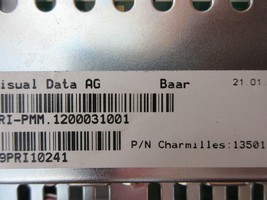 isual Data AG Baar 21.01.
RI-PMM.1200031001
P/N Charmilles:13501
9PRI10241